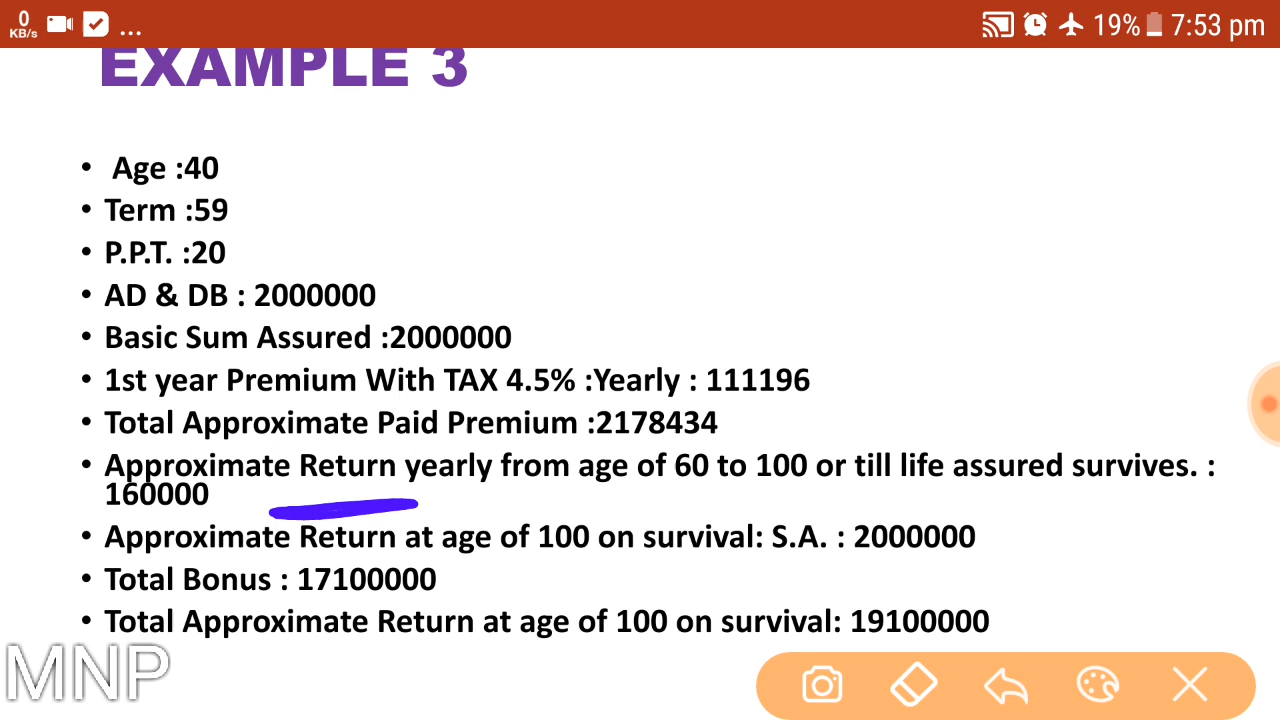 0
KB/s
...
19%
7:53 pm
EXAMPLE 3
• Age :40
• Term :59
• P.P.T. :20
• AD & DB : 2000000
• Basic Sum Assured :2000000
• 1st year Premium With TAX 4.5% :Yearly : 111196
• Total Approximate Paid Premium :2178434
• Approximate Return yearly from age of 60 to 100 or till life assured survives. :
160000
• Approximate Return at age of 100 on survival: S.A. : 2000000
• Total Bonus : 17100000
• Total Approximate Return at age of 100 on survival: 19100000
MNP